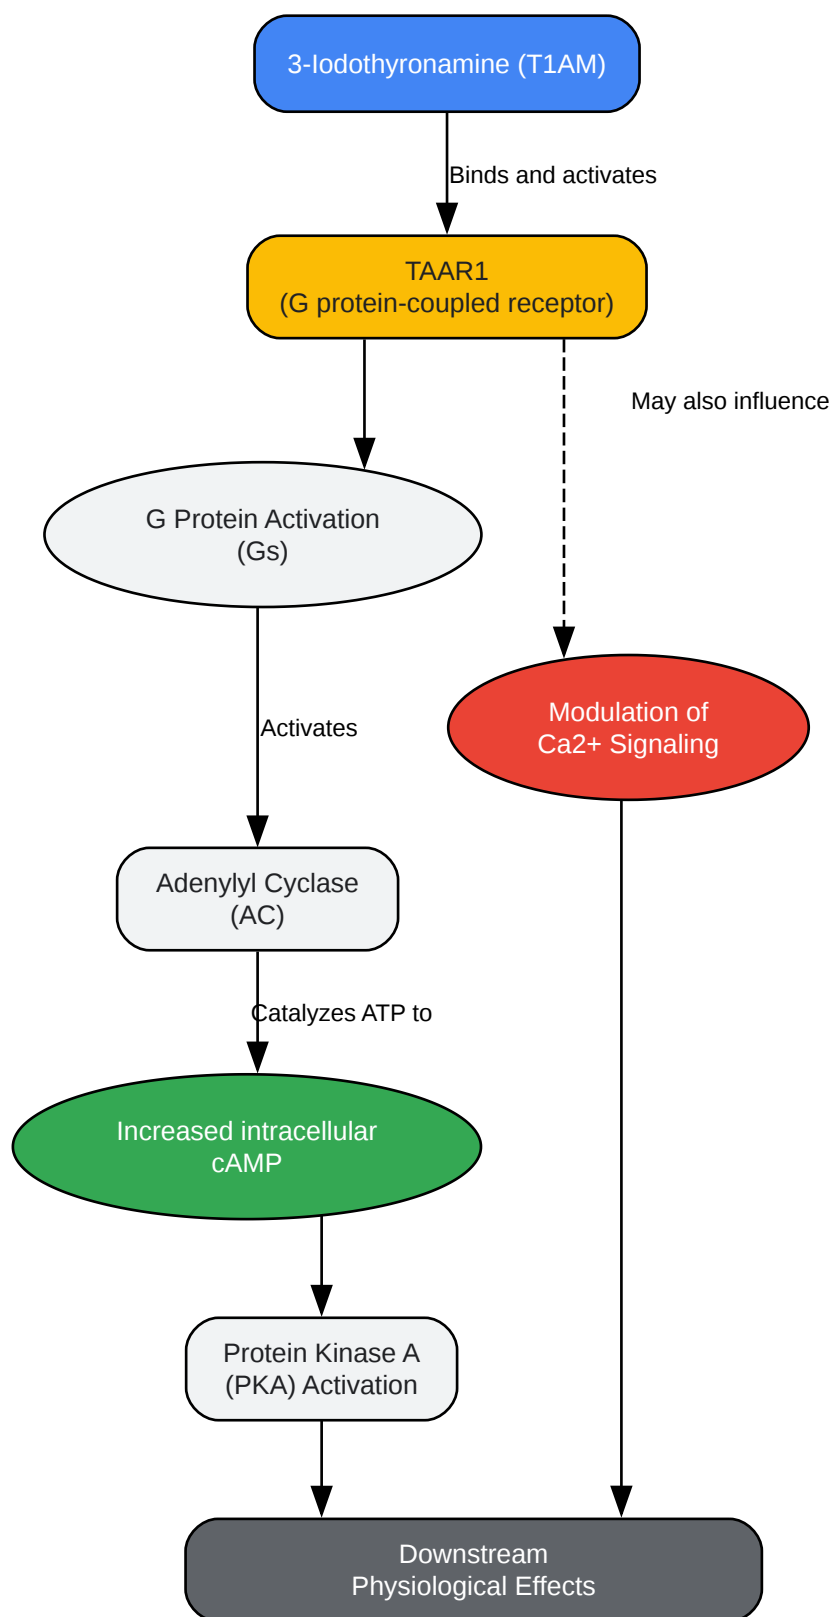 3-Iodothyronamine (T1AM)
Binds and activates
TAAR1
(G protein-coupled receptor)
May also influence
G Protein Activation
(Gs)
Modulation of
Ca2+ Signaling
Activates
Adenylyl Cyclase
(AC)
Catalyzes ATP to
Increased intracellular
cAMP
Protein Kinase A
(PKA) Activation
Downstream
Physiological Effects